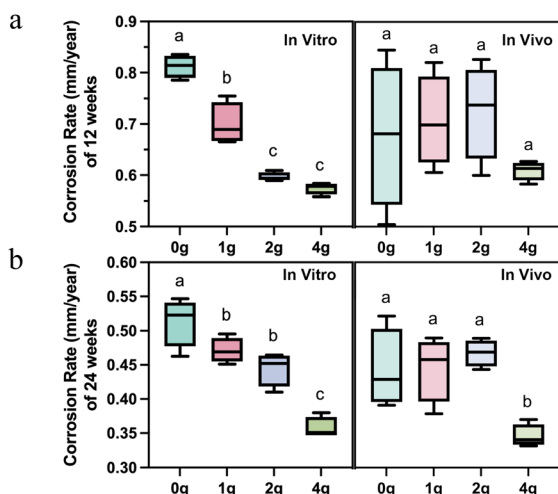 a
Corrosion Rate (mm/year)
of 12 weeks
0.9
0.8
0.7
0.6
0.5
In Vitro
a
b
c
c
0g 1g 2g 4g
In Vivo
a a a
a
0g 1g 2g 4g
b
Corrosion Rate (mm/year)
of 24 weeks
0.60
0.55
0.50
0.45
0.40
0.35
0.30
In Vitro
a
b
b
c
0g 1g 2g 4g
In Vivo
a a a
b
0g 1g 2g 4g